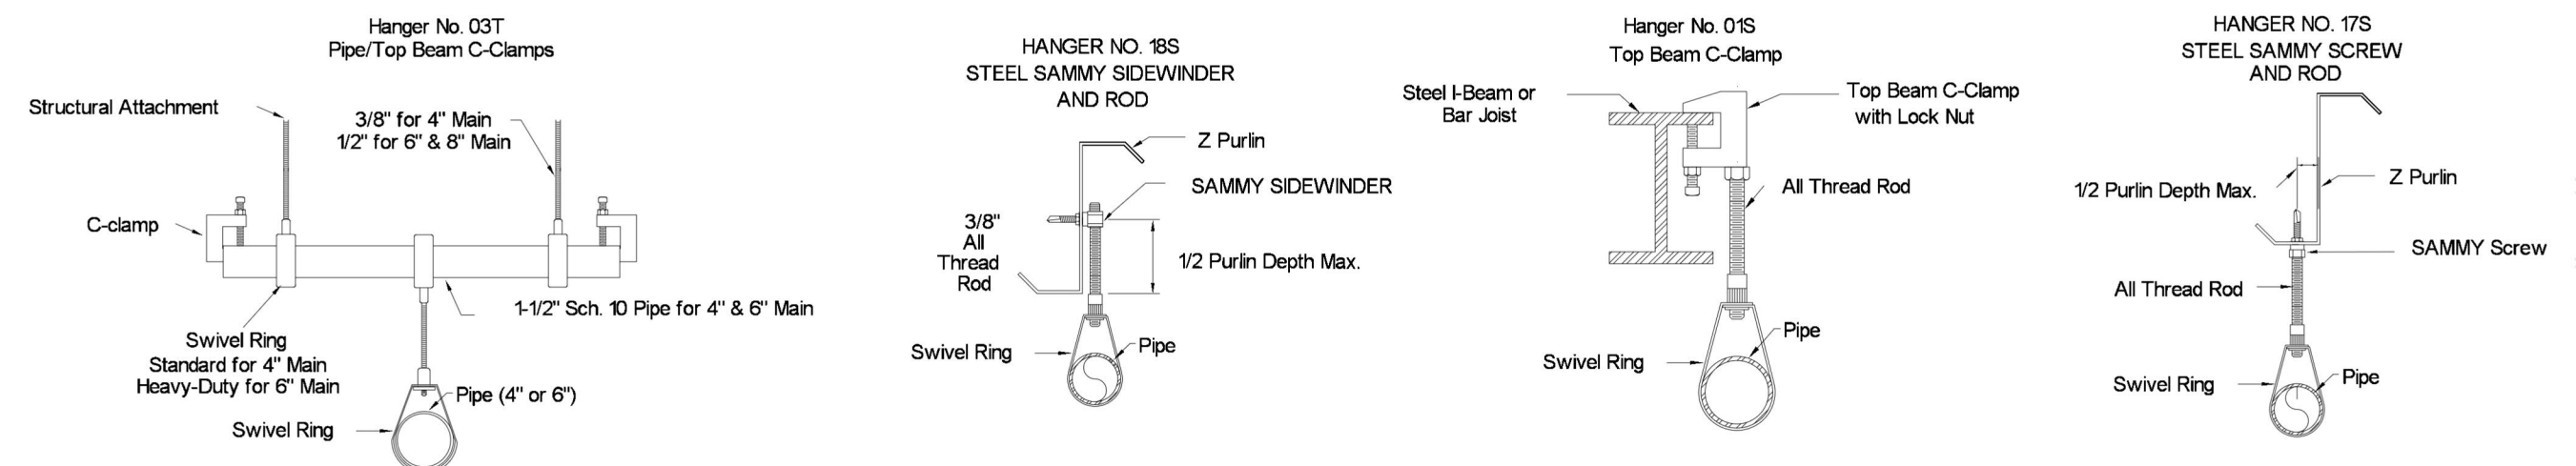 Hanger No. 03T
Pipe/Top Beam C-Clamps
Structural Attachment
3/8" for 4" Main
1/2" for 6" & 8" Main
C-clamp
1-1/2" Sch. 10 Pipe for 4" & 6" Main
Swivel Ring
Standard for 4" Main
Heavy-Duty for 6" Main
Pipe (4" or 6")
Swivel Ring
HANGER NO. 18S
STEEL SAMMY SIDEWINDER
AND ROD
Z Purlin
SAMMY SIDEWINDER
3/8"
All
Thread
Rod
1/2 Purlin Depth Max.
Swivel Ring
Pipe
Hanger No. 01S
Top Beam C-Clamp
Steel I-Beam or
Bar Joist
Top Beam C-Clamp
with Lock Nut
All Thread Rod
Pipe
Swivel Ring
HANGER NO. 17S
STEEL SAMMY SCREW
AND ROD
1/2 Purlin Depth Max.
Z Purlin
SAMMY Screw
All Thread Rod
Swivel Ring
Pipe